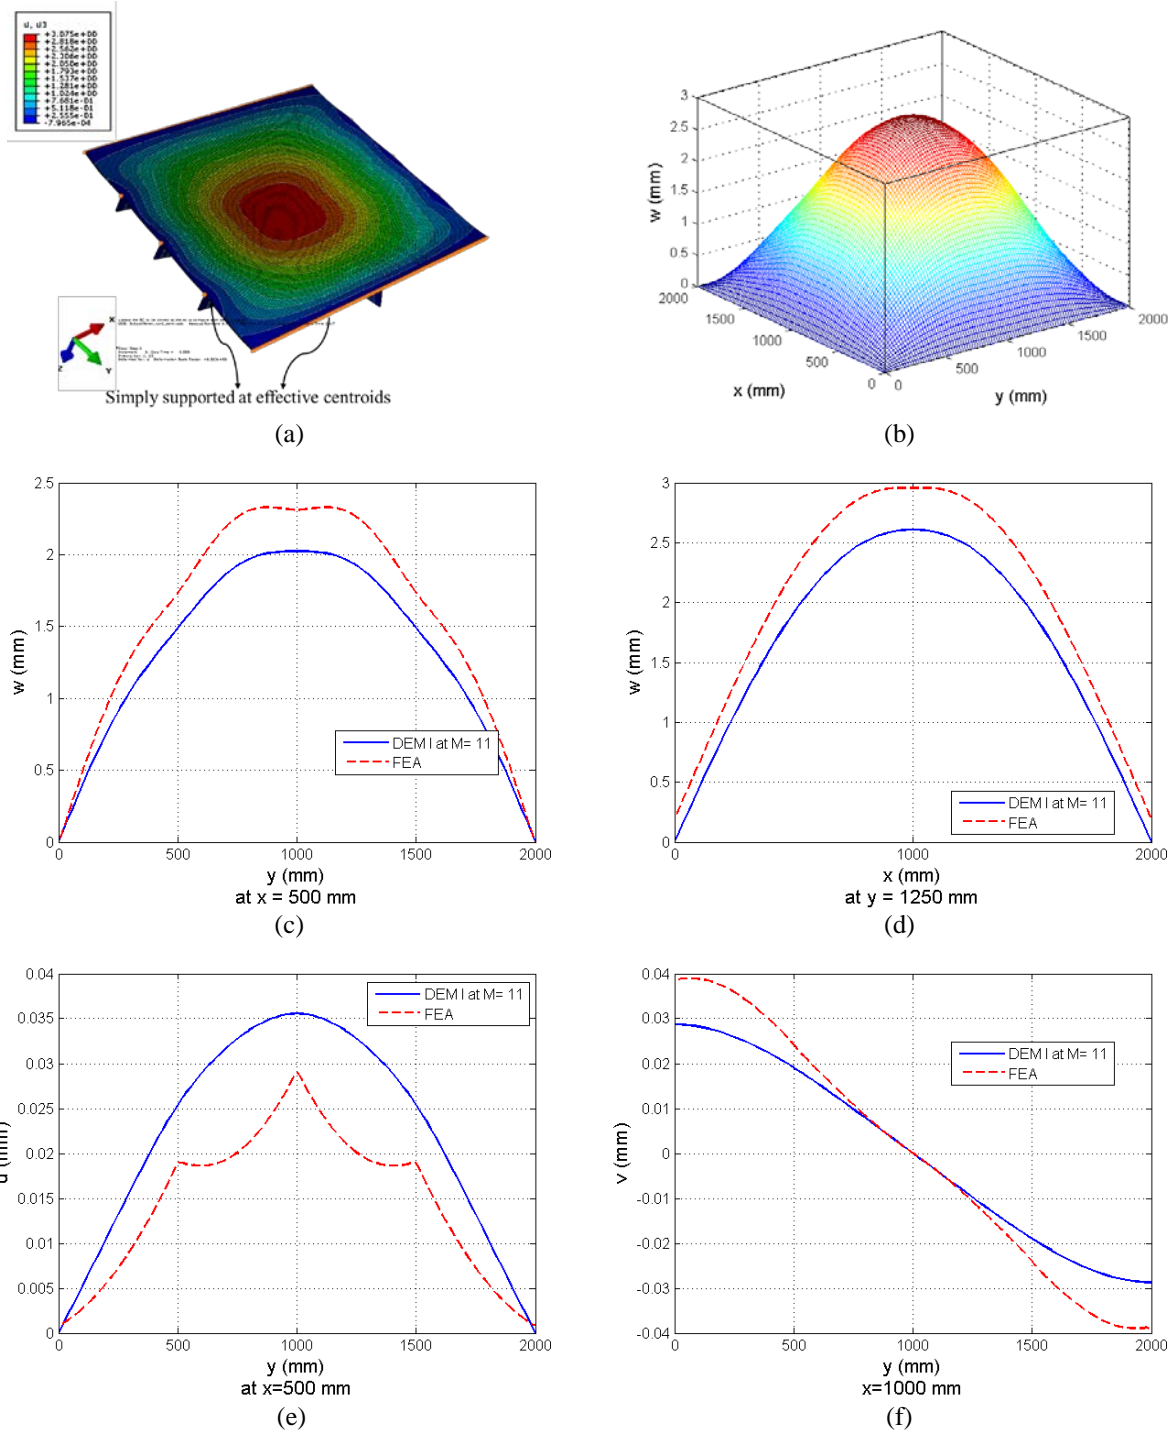 u, u3
+3.075e+00
+2.818e+00
+2.562e+00
+2.306e+00
+2.050e+00
+1.793e+00
+1.537e+00
+1.281e+00
+1.024e+00
+7.681e-01
+5.118e-01
+2.555e-01
-7.965e-04
X
Y
Z
Simply supported at effective centroids
(a)
3
2.5
2
1.5
1
0.5
0
w (mm)
2000
1500
1000
500
0
x (mm)
0
500
1000
1500
2000
y (mm)
(b)
2.5
2
1.5
1
0.5
0
w (mm)
DEM I at M= 11
FEA
0
500
1000
1500
2000
y (mm)
at x = 500 mm
(c)
3
2.5
2
1.5
1
0.5
0
w (mm)
DEM I at M= 11
FEA
0
500
1000
1500
2000
x (mm)
at y = 1250 mm
(d)
0.04
0.035
0.03
0.025
0.02
0.015
0.01
0.005
0
u (mm)
DEM I at M= 11
FEA
0
500
1000
1500
2000
y (mm)
at x=500 mm
(e)
0.04
0.03
0.02
0.01
0
-0.01
-0.02
-0.03
-0.04
v (mm)
DEM I at M= 11
FEA
0
500
1000
1500
2000
y (mm)
x=1000 mm
(f)